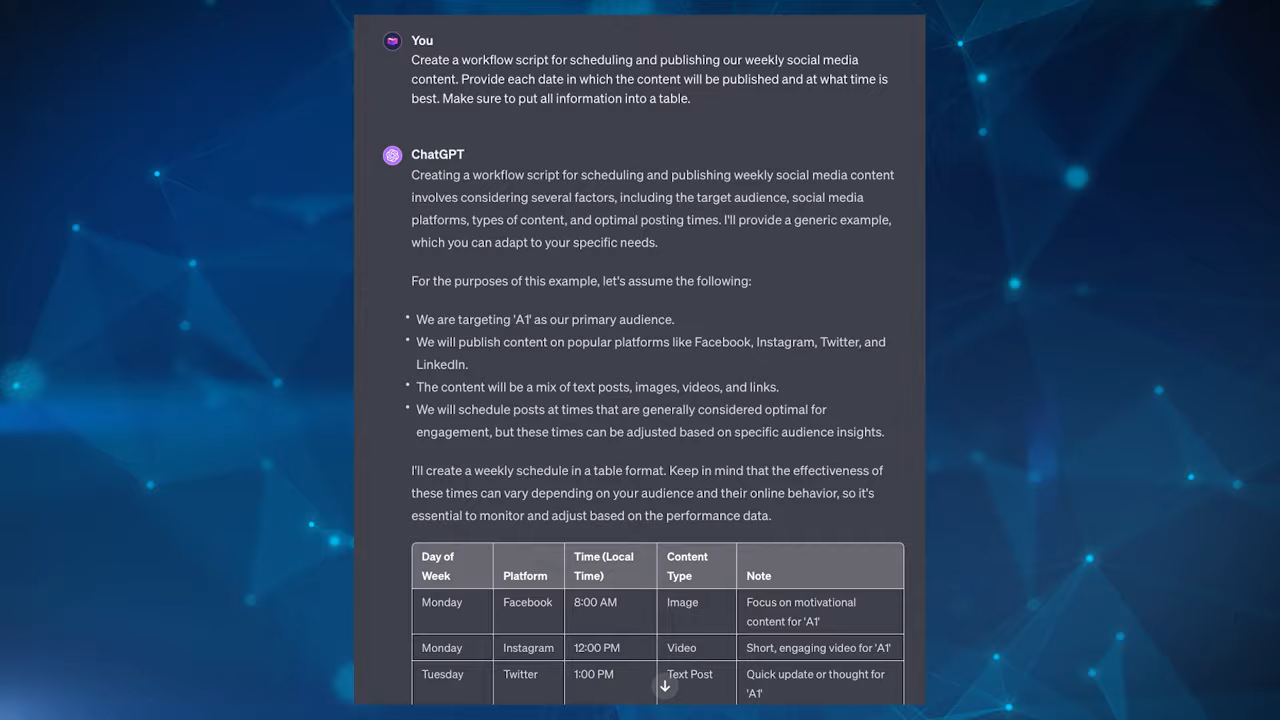 You
Create a workflow script for scheduling and publishing our weekly social media
content. Provide each date in which the content will be published and at what time is
best. Make sure to put all information into a table.
ChatGPT
Creating a workflow script for scheduling and publishing weekly social media content
involves considering several factors, including the target audience, social media
platforms, types of content, and optimal posting times. I'll provide a generic example,
which you can adapt to your specific needs.
For the purposes of this example, let's assume the following:
• We are targeting 'A1' as our primary audience.
• We will publish content on popular platforms like Facebook, Instagram, Twitter, and
LinkedIn.
• The content will be a mix of text posts, images, videos, and links.
• We will schedule posts at times that are generally considered optimal for
engagement, but these times can be adjusted based on specific audience insights.
I'll create a weekly schedule in a table format. Keep in mind that the effectiveness of
these times can vary depending on your audience and their online behavior, so it's
essential to monitor and adjust based on the performance data.
Day of Time (Local Content
Week Platform Time) Type Note
Monday Facebook 8:00 AM Image Focus on motivational
content for 'A1'
Monday Instagram 12:00 PM Video Short, engaging video for 'A1'
Tuesday Twitter 1:00 PM Text Post Quick update or thought for
'A1'